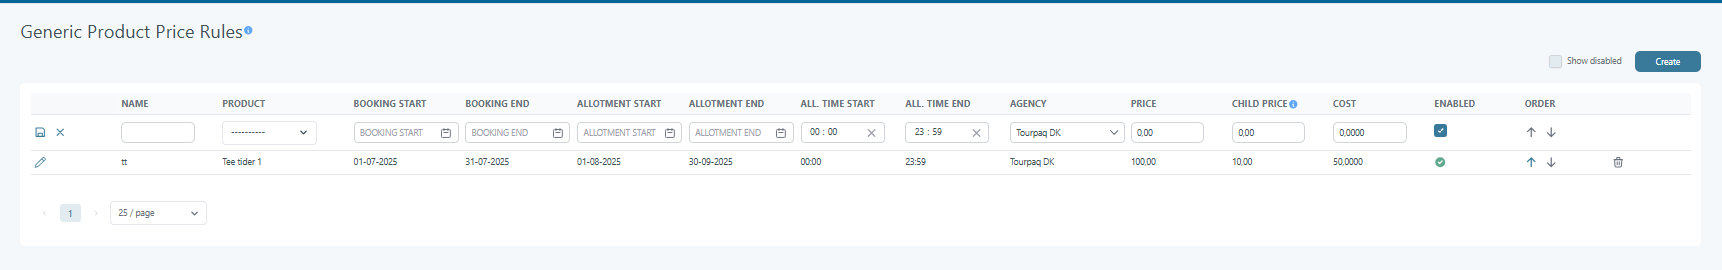 Generic Product Price Rules
Show disabled Create
NAME PRODUCT BOOKING START BOOKING END ALLOTMENT START ALLOTMENT END ALL. TIME START ALL. TIME END AGENCY PRICE CHILD PRICE COST ENABLED ORDER
---------- BOOKING START BOOKING END ALLOTMENT START ALLOTMENT END 00 : 00 23 : 59 Tourpaq DK 0,00 0,00 0,0000
tt Tee tider 1 01-07-2025 31-07-2025 01-08-2025 30-09-2025 00:00 23:59 Tourpaq DK 100,00 10,00 50,0000
1 25 / page